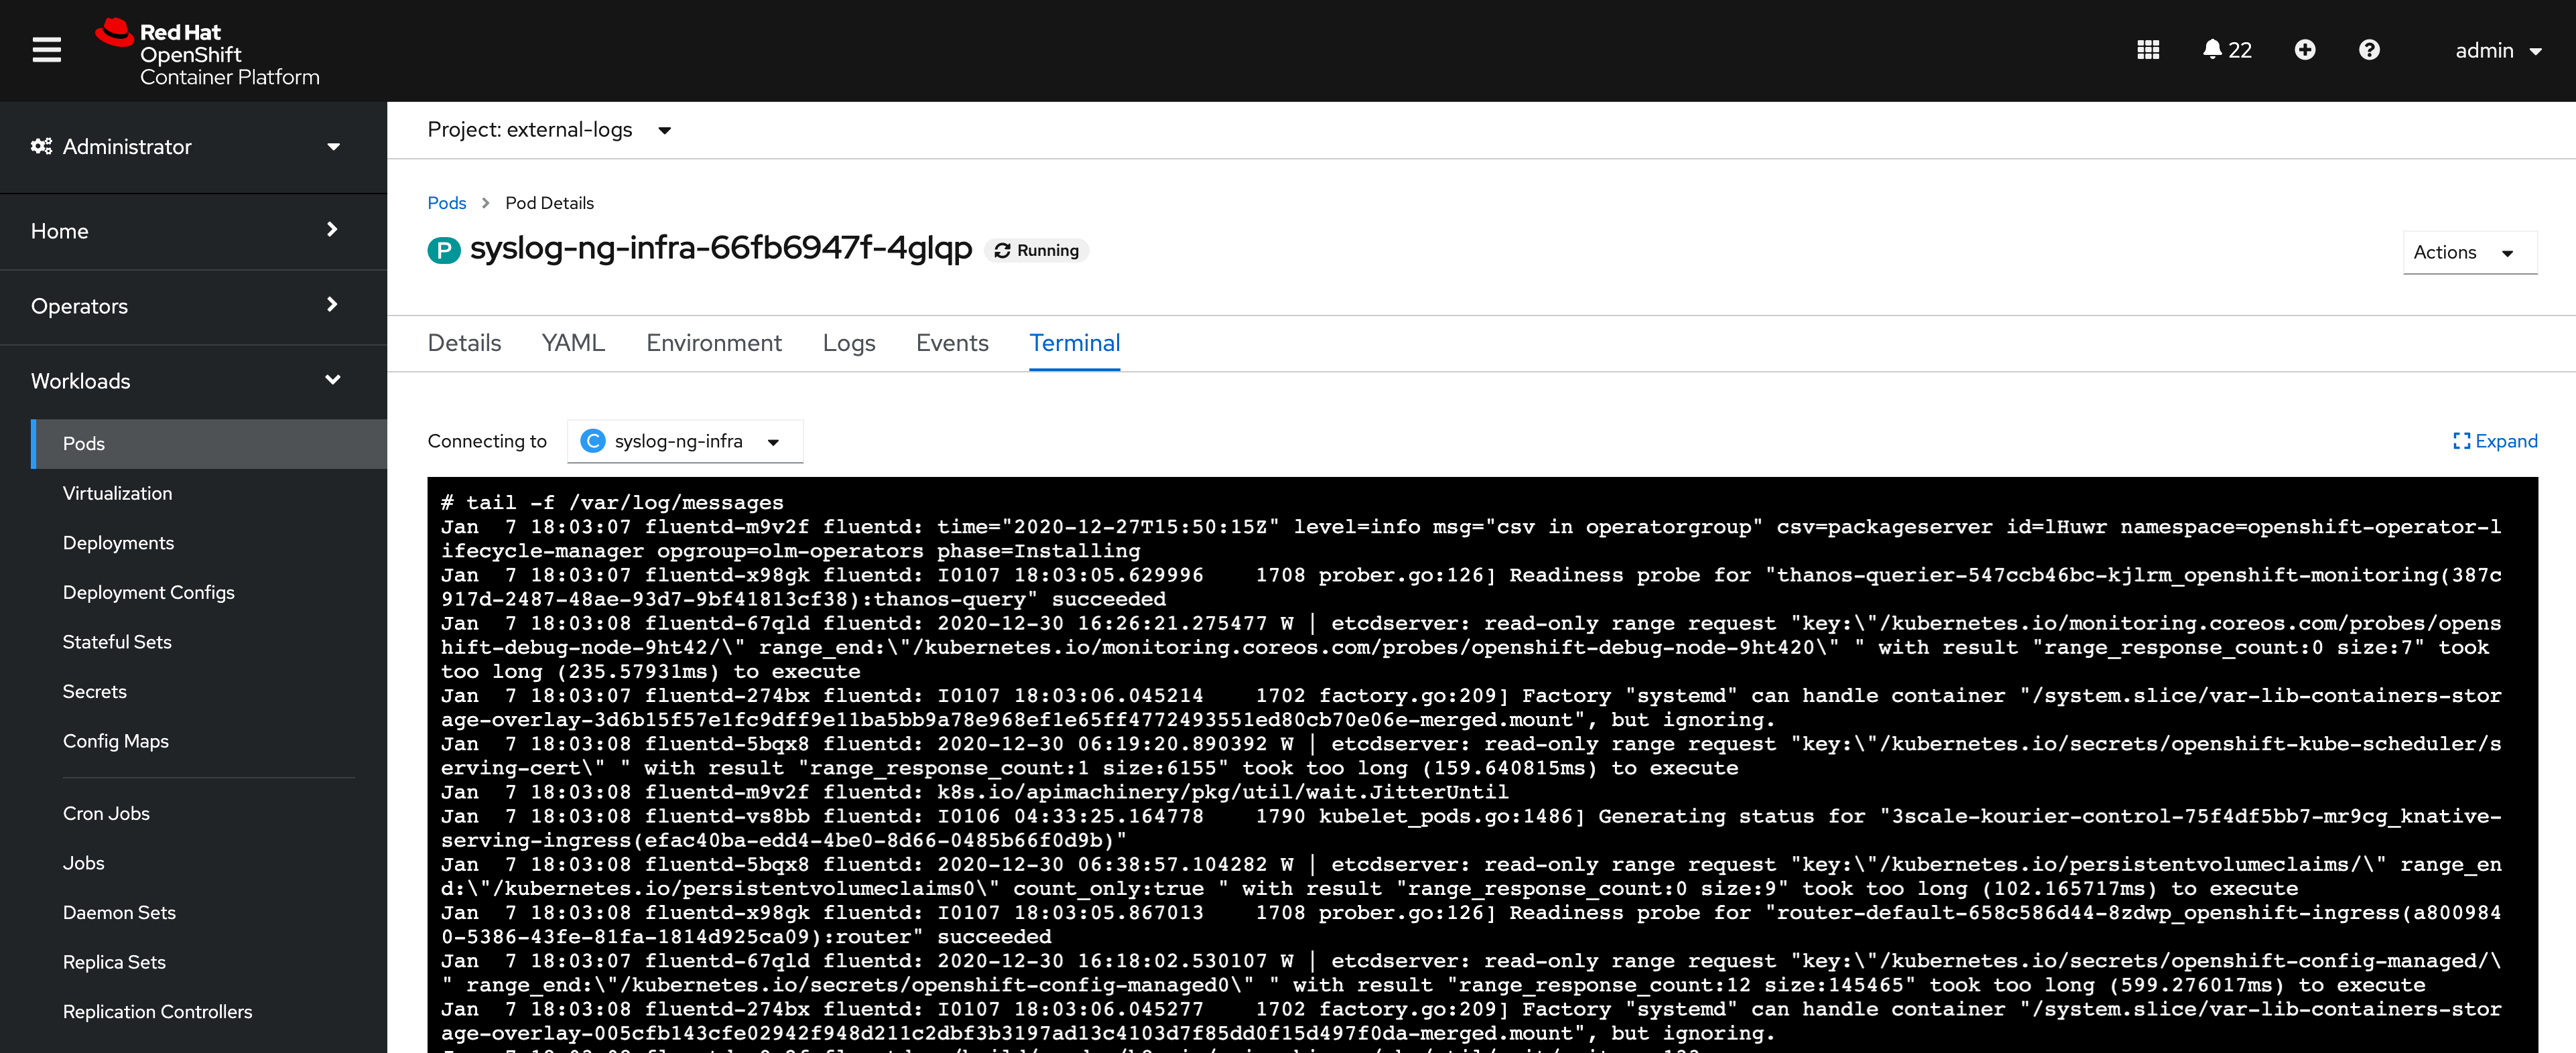 Red Hat
OpenShift
Container Platform
22
admin
Administrator
Home
Operators
Workloads
Pods
Virtualization
Deployments
Deployment Configs
Stateful Sets
Secrets
Config Maps
Cron Jobs
Jobs
Daemon Sets
Replica Sets
Replication Controllers
Project: external-logs
Pods > Pod Details
P syslog-ng-infra-66fb6947f-4glqp Running
Actions
Details YAML Environment Logs Events Terminal
Connecting to C syslog-ng-infra
Expand
# tail -f /var/log/messages
Jan  7 18:03:07 fluentd-m9v2f fluentd: time="2020-12-27T15:50:15Z" level=info msg="csv in operatorgroup" csv=packageserver id=lHuwr namespace=openshift-operator-l
ifecycle-manager opgroup=olm-operators phase=Installing
Jan  7 18:03:07 fluentd-x98gk fluentd: I0107 18:03:05.629996    1708 prober.go:126] Readiness probe for "thanos-querier-547ccb46bc-kjlrm_openshift-monitoring(387c
917d-2487-48ae-93d7-9bf41813cf38):thanos-query" succeeded
Jan  7 18:03:08 fluentd-67qld fluentd: 2020-12-30 16:26:21.275477 W | etcdserver: read-only range request "key:\"/kubernetes.io/monitoring.coreos.com/probes/opens
hift-debug-node-9ht42/\" range_end:\"/kubernetes.io/monitoring.coreos.com/probes/openshift-debug-node-9ht420\" " with result "range_response_count:0 size:7" took
too long (235.57931ms) to execute
Jan  7 18:03:07 fluentd-274bx fluentd: I0107 18:03:06.045214    1702 factory.go:209] Factory "systemd" can handle container "/system.slice/var-lib-containers-stor
age-overlay-3d6b15f57e1fc9dff9e11ba5bb9a78e968ef1e65ff4772493551ed80cb70e06e-merged.mount", but ignoring.
Jan  7 18:03:08 fluentd-5bqx8 fluentd: 2020-12-30 06:19:20.890392 W | etcdserver: read-only range request "key:\"/kubernetes.io/secrets/openshift-kube-scheduler/s
erving-cert\" " with result "range_response_count:1 size:6155" took too long (159.640815ms) to execute
Jan  7 18:03:08 fluentd-m9v2f fluentd: k8s.io/apimachinery/pkg/util/wait.JitterUntil
Jan  7 18:03:08 fluentd-vs8bb fluentd: I0106 04:33:25.164778    1790 kubelet_pods.go:1486] Generating status for "3scale-kourier-control-75f4df5bb7-mr9cg_knative-
serving-ingress(efac40ba-edd4-4be0-8d66-0485b66f0d9b)"
Jan  7 18:03:08 fluentd-5bqx8 fluentd: 2020-12-30 06:38:57.104282 W | etcdserver: read-only range request "key:\"/kubernetes.io/persistentvolumeclaims/\" range_en
d:\"/kubernetes.io/persistentvolumeclaims0\" count_only:true " with result "range_response_count:0 size:9" took too long (102.165717ms) to execute
Jan  7 18:03:08 fluentd-x98gk fluentd: I0107 18:03:05.867013    1708 prober.go:126] Readiness probe for "router-default-658c586d44-8zdwp_openshift-ingress(a800984
0-5386-43fe-81fa-1814d925ca09):router" succeeded
Jan  7 18:03:07 fluentd-67qld fluentd: 2020-12-30 16:18:02.530107 W | etcdserver: read-only range request "key:\"/kubernetes.io/secrets/openshift-config-managed/\
" range_end:\"/kubernetes.io/secrets/openshift-config-managed0\" " with result "range_response_count:12 size:145465" took too long (599.276017ms) to execute
Jan  7 18:03:08 fluentd-274bx fluentd: I0107 18:03:06.045277    1702 factory.go:209] Factory "systemd" can handle container "/system.slice/var-lib-containers-stor
age-overlay-005cfb143cfe02942f948d211c2dbf3b3197ad13c4103d7f85dd0f15d497f0da-merged.mount", but ignoring.